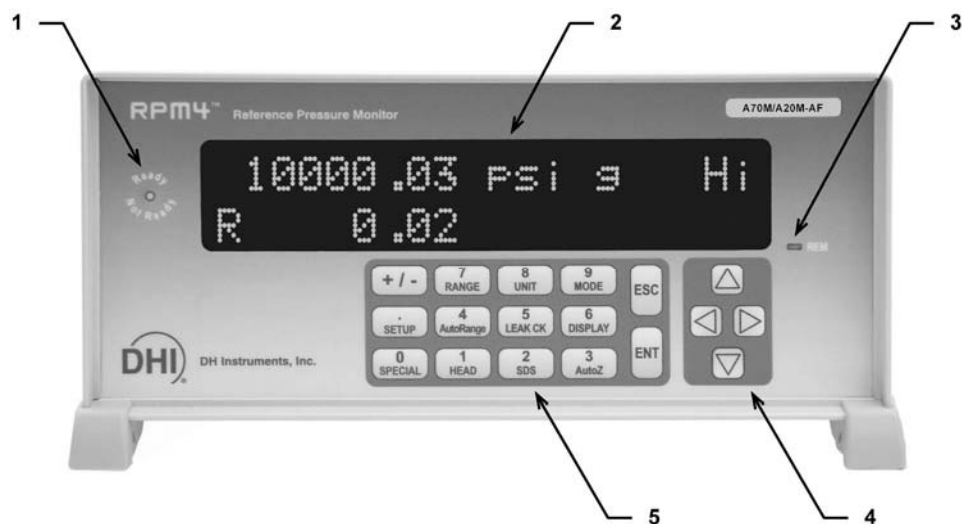 1
2
3
RPM4™ Reference Pressure Monitor
A70M/A20M-AF
Ready
Not Ready
10000.03 psi g Hi
R 0.02
REM
+ / -
7 RANGE
8 UNIT
9 MODE
ESC
. SETUP
4 AutoRange
5 LEAK CK
6 DISPLAY
0 SPECIAL
1 HEAD
2 SDS
3 AutoZ
ENT
DHI® DH Instruments, Inc.
5
4